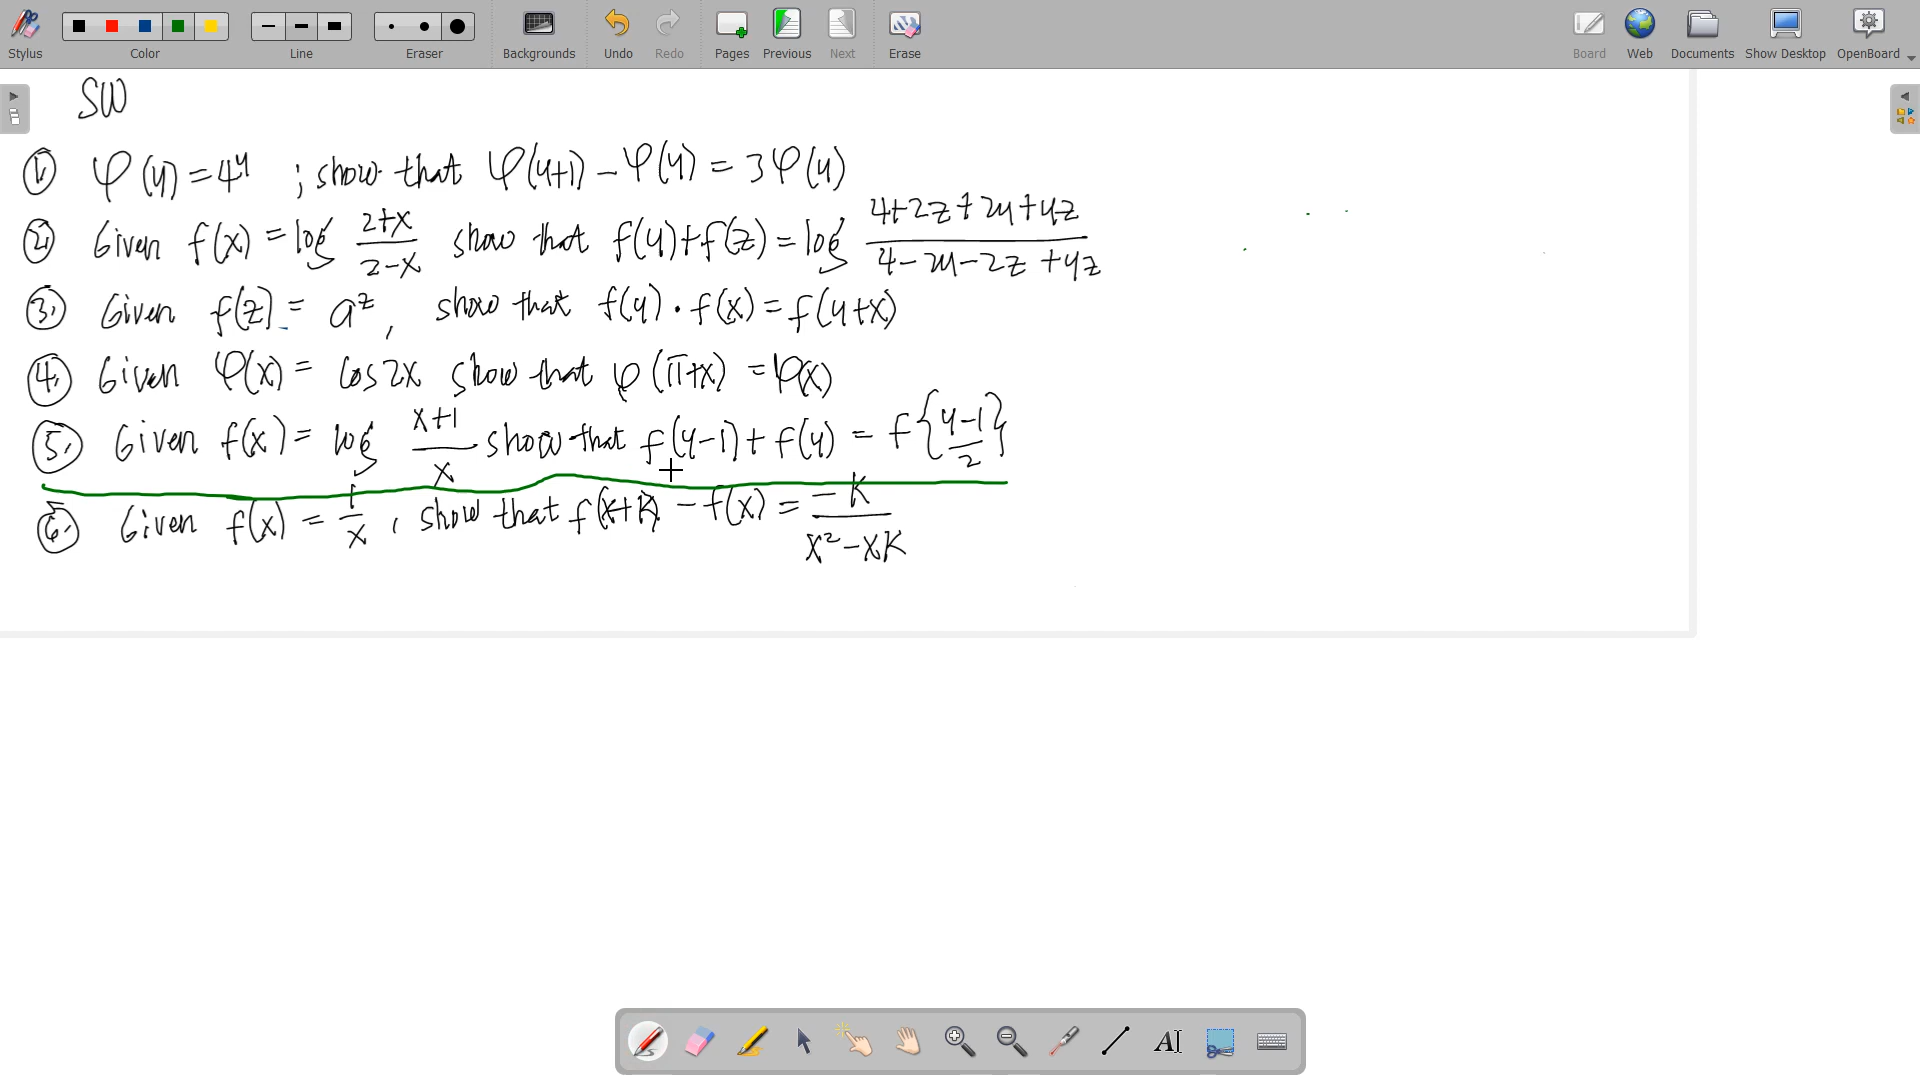 Stylus Color Line Eraser Backgrounds Undo Redo Pages Previous Next Erase Board Web Documents Show Desktop OpenBoard
SW
① φ(y) = 4^y ; show that φ(y+1) - φ(y) = 3φ(y)
② Given f(x) = log (2+x)/(2-x) show that f(y)+f(z) = log (4+2z+2y+yz)/(4-2y-2z+yz)
③ Given f(z) = a^z, show that f(y) · f(x) = f(y+x)
④ Given φ(x) = cos 2x show that φ(π+x) = φ(x)
⑤ Given f(x) = log (x+1)/x show that f(y-1) + f(y) = f{(y-1)/2}
⑥ Given f(x) = 1/x, show that f(x+k) - f(x) = -k/(x²-xk)